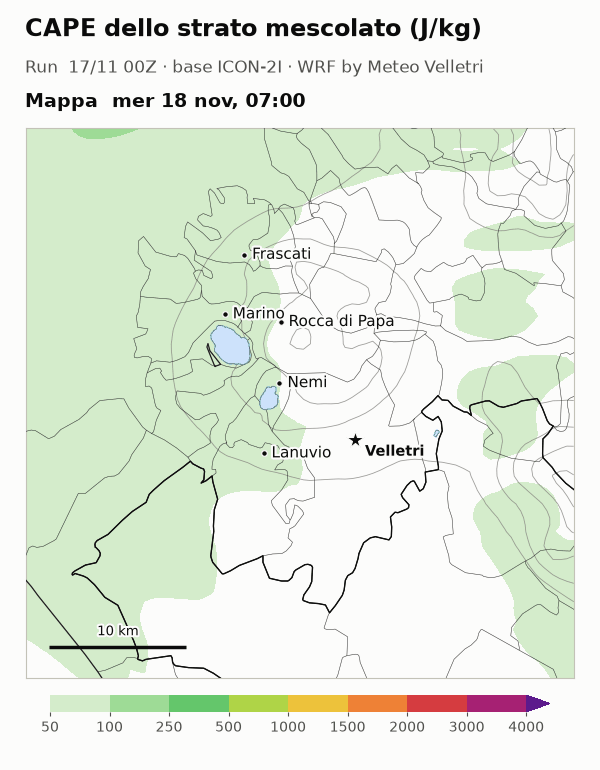 CAPE dello strato mescolato (J/kg)
Run  17/11 00Z · base ICON-2I · WRF by Meteo Velletri
Mappa  mer 18 nov, 07:00
Frascati
Marino
Rocca di Papa
Nemi
Velletri
Lanuvio
10 km
50 100 250 500 1000 1500 2000 3000 4000